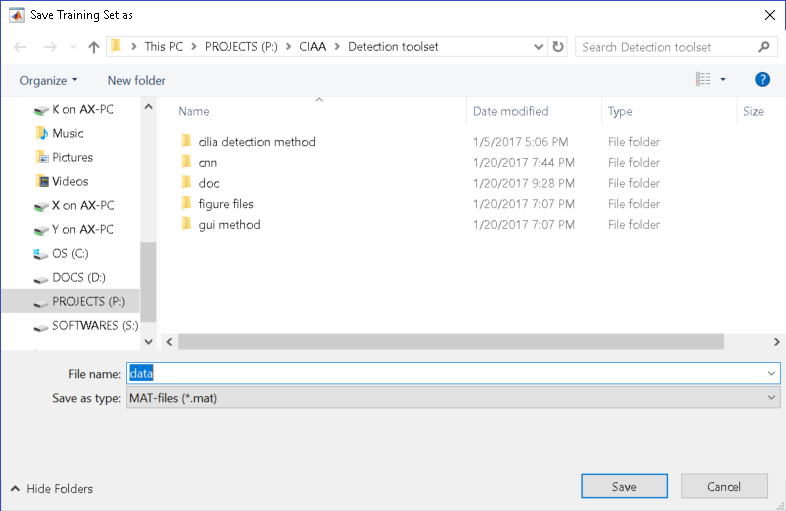 Save Training Set as
This PC > PROJECTS (P:) > CIAA > Detection toolset
Search Detection toolset
Organize
New folder
?
K on AX-PC
Music
Pictures
Videos
X on AX-PC
Y on AX-PC
OS (C:)
DOCS (D:)
PROJECTS (P:)
SOFTWARES (S:)
Name Date modified Type Size
cilia detection method 1/5/2017 5:06 PM File folder
cnn 1/20/2017 7:44 PM File folder
doc 1/20/2017 9:28 PM File folder
figure files 1/20/2017 7:07 PM File folder
gui method 1/20/2017 7:07 PM File folder
File name: data
Save as type: MAT-files (*.mat)
Hide Folders
Save
Cancel